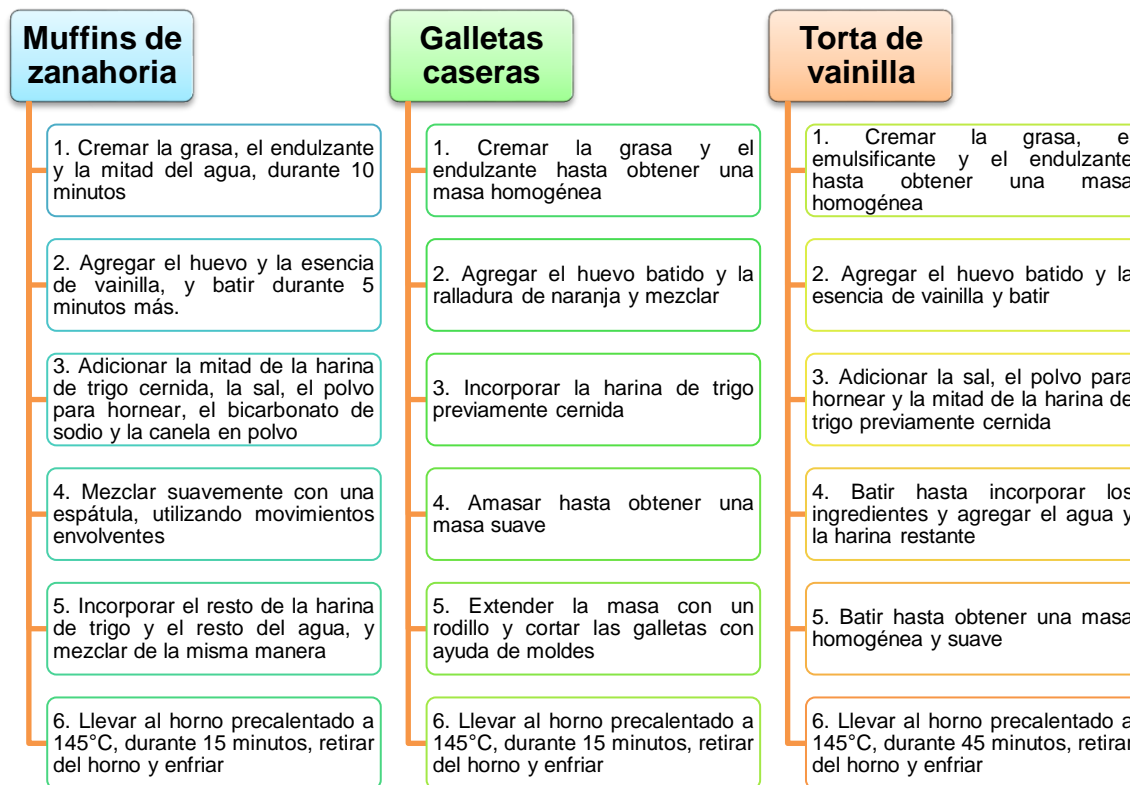 Muffins de
zanahoria
1. Cremar la grasa, el endulzante
y la mitad del agua, durante 10
minutos
2. Agregar el huevo y la esencia
de vainilla, y batir durante 5
minutos más.
3. Adicionar la mitad de la harina
de trigo cernida, la sal, el polvo
para hornear, el bicarbonato de
sodio y la canela en polvo
4. Mezclar suavemente con una
espátula, utilizando movimientos
envolventes
5. Incorporar el resto de la harina
de trigo y el resto del agua, y
mezclar de la misma manera
6. Llevar al horno precalentado a
145°C, durante 15 minutos, retirar
del horno y enfriar
Galletas
caseras
1. Cremar la grasa y el
endulzante hasta obtener una
masa homogénea
2. Agregar el huevo batido y la
ralladura de naranja y mezclar
3. Incorporar la harina de trigo
previamente cernida
4. Amasar hasta obtener una
masa suave
5. Extender la masa con un
rodillo y cortar las galletas con
ayuda de moldes
6. Llevar al horno precalentado a
145°C, durante 15 minutos, retirar
del horno y enfriar
Torta de
vainilla
1. Cremar la grasa, el
emulsificante y el endulzante
hasta obtener una masa
homogénea
2. Agregar el huevo batido y la
esencia de vainilla y batir
3. Adicionar la sal, el polvo para
hornear y la mitad de la harina de
trigo previamente cernida
4. Batir hasta incorporar los
ingredientes y agregar el agua y
la harina restante
5. Batir hasta obtener una masa
homogénea y suave
6. Llevar al horno precalentado a
145°C, durante 45 minutos, retirar
del horno y enfriar